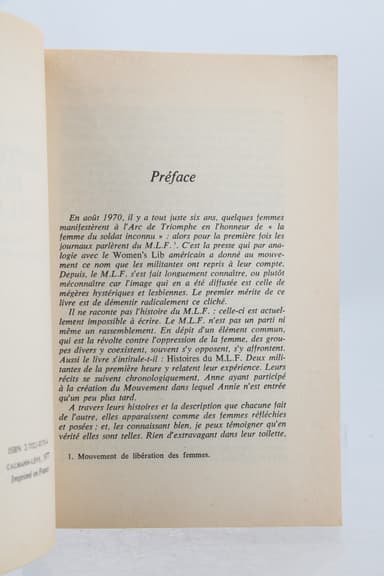 Préface
En août 1970, il y a tout juste six ans, quelques femmes
manifestèrent à l'Arc de Triomphe en l'honneur de « la
femme du soldat inconnu » : alors pour la première fois les
journaux parlèrent du M.L.F. ¹. C'est la presse qui par ana-
logie avec le Women's Lib américain a donné au mouve-
ment ce nom que les militantes ont repris à leur compte.
Depuis, le M.L.F. s'est fait longuement connaître, ou plutôt
méconnaître car l'image qui en a été diffusée est celle de
mégères hystériques et lesbiennes. Le premier mérite de ce
livre est de démentir radicalement ce cliché.
Il ne raconte pas l'histoire du M.L.F. : celle-ci est actuel-
lement impossible à écrire. Le M.L.F. n'est pas un parti ni
même un rassemblement. En dépit d'un élément commun,
qui est la révolte contre l'oppression de la femme, des grou-
pes divers y coexistent, souvent s'y opposent, s'y affrontent.
Aussi le livre s'intitule-t-il : Histoires du M.L.F. Deux mili-
tantes de la première heure y relatent leur expérience. Leurs
récits se suivent chronologiquement, Anne ayant participé
à la création du Mouvement dans lequel Annie n'est entrée
qu'un peu plus tard.
A travers leurs histoires et la description que chacune fait
de l'autre, elles apparaissent comme des femmes réfléchies
et posées ; et, les connaissant bien, je peux témoigner qu'en
vérité elles sont telles. Rien d'extravagant dans leur toilette,
1. Mouvement de libération des femmes.
ISBN
CALMANN-LÉVY,
Imprimé en France